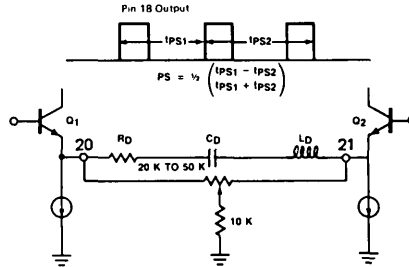 Pin 18 Output
tPS1
tPS2
PS = ½ (tPS1 − tPS2 / tPS1 + tPS2)
Q1
Q2
20
RD
CD
LD
21
20 K TO 50 K
10 K